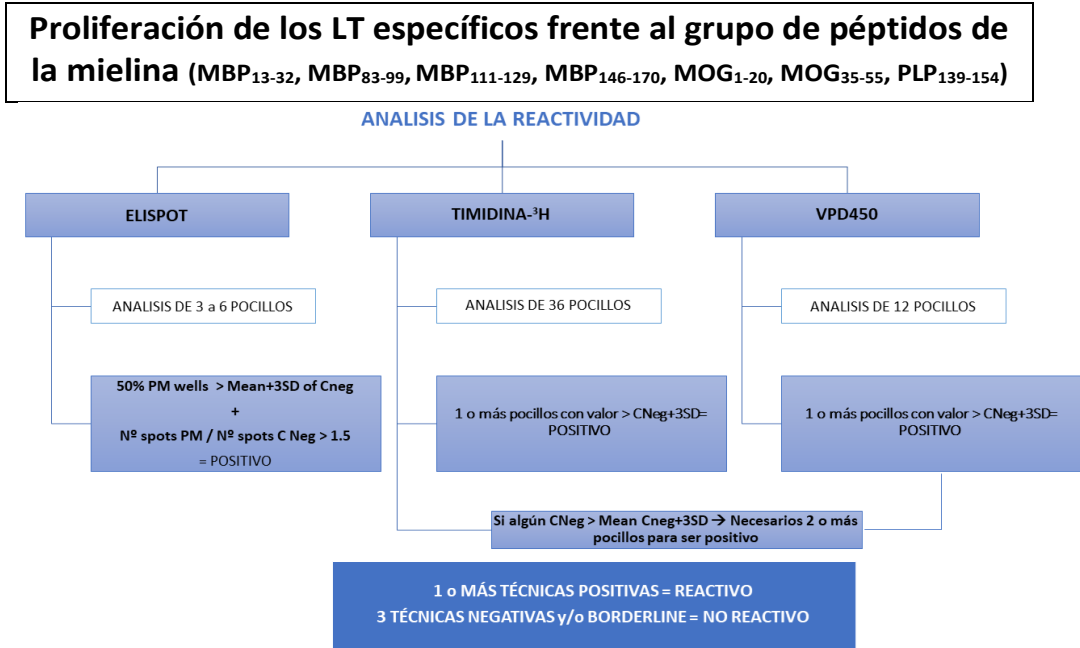 Proliferación de los LT específicos frente al grupo de péptidos de
la mielina (MBP13-32, MBP83-99, MBP111-129, MBP146-170, MOG1-20, MOG35-55, PLP139-154)
ANALISIS DE LA REACTIVIDAD
ELISPOT
TIMIDINA-³H
VPD450
ANALISIS DE 3 a 6 POCILLOS
ANALISIS DE 36 POCILLOS
ANALISIS DE 12 POCILLOS
50% PM wells > Mean+3SD of Cneg
+
Nº spots PM / Nº spots C Neg > 1.5
= POSITIVO
1 o más pocillos con valor > CNeg+3SD=
POSITIVO
1 o más pocillos con valor > CNeg+3SD=
POSITIVO
Si algún CNeg > Mean Cneg+3SD → Necesarios 2 o más
pocillos para ser positivo
1 o MÁS TÉCNICAS POSITIVAS = REACTIVO
3 TÉCNICAS NEGATIVAS y/o BORDERLINE = NO REACTIVO